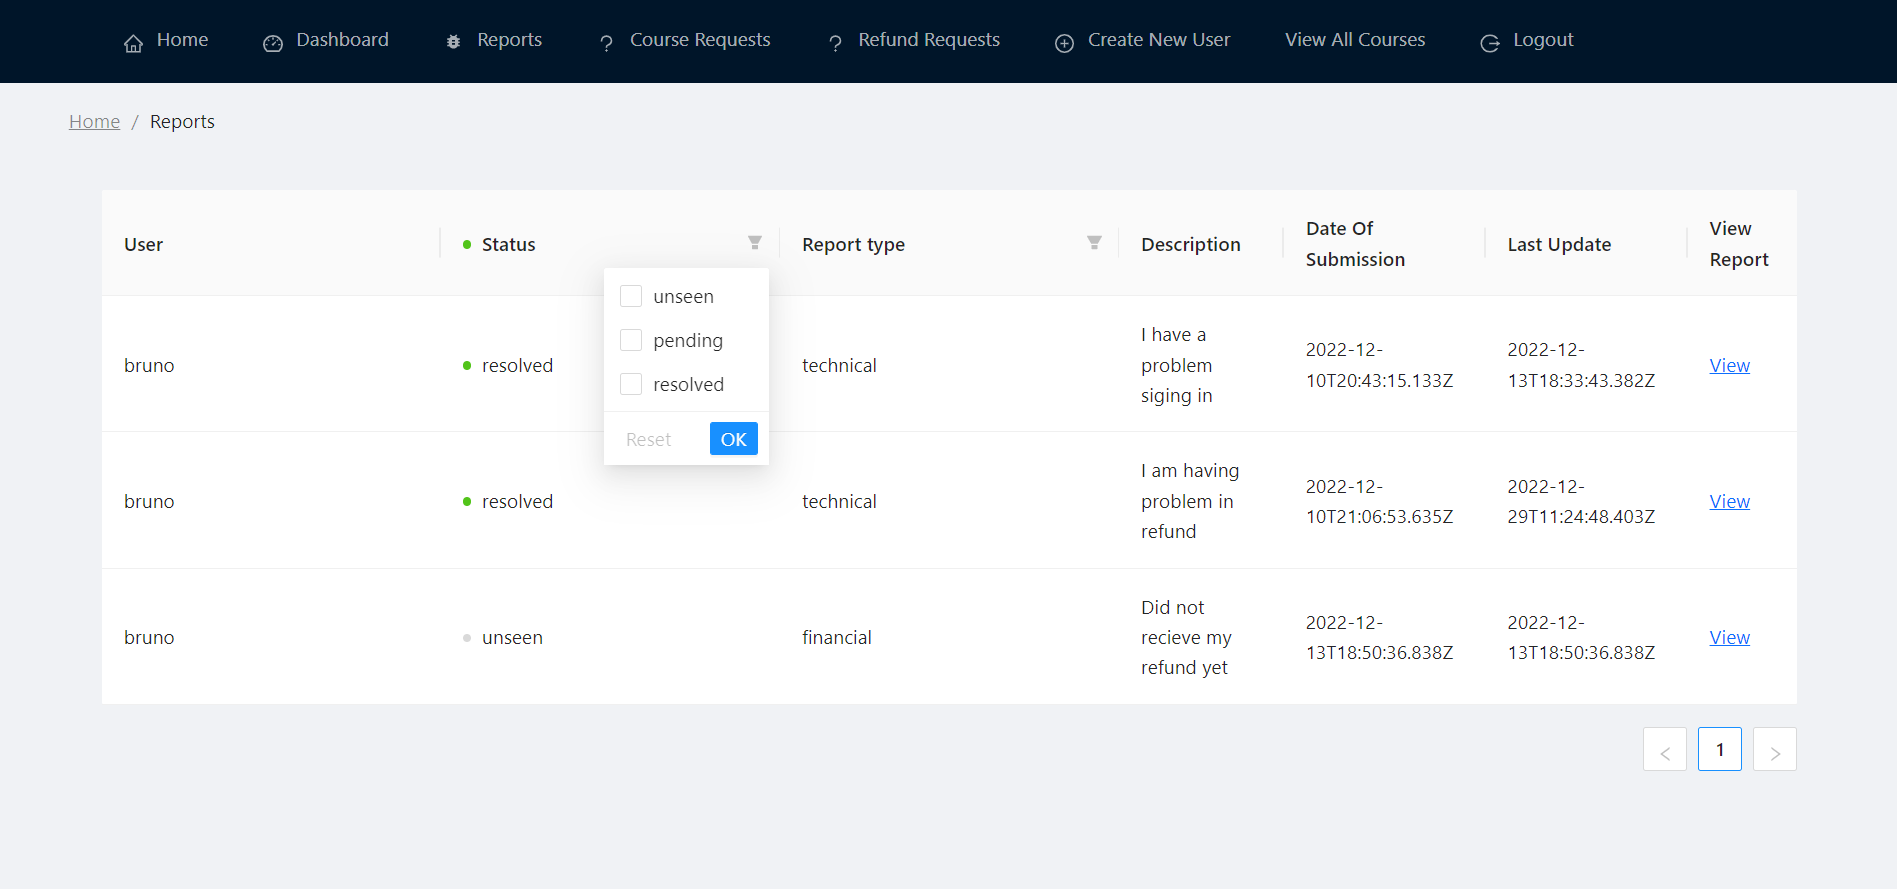 Home Dashboard Reports Course Requests Refund Requests Create New User View All Courses Logout
Home / Reports
User Status Report type Description Date Of Submission Last Update View Report
unseen
pending
resolved
Reset OK
bruno resolved technical I have a problem siging in 2022-12-10T20:43:15.133Z 2022-12-13T18:33:43.382Z View
bruno resolved technical I am having problem in refund 2022-12-10T21:06:53.635Z 2022-12-29T11:24:48.403Z View
bruno unseen financial Did not recieve my refund yet 2022-12-13T18:50:36.838Z 2022-12-13T18:50:36.838Z View
< 1 >